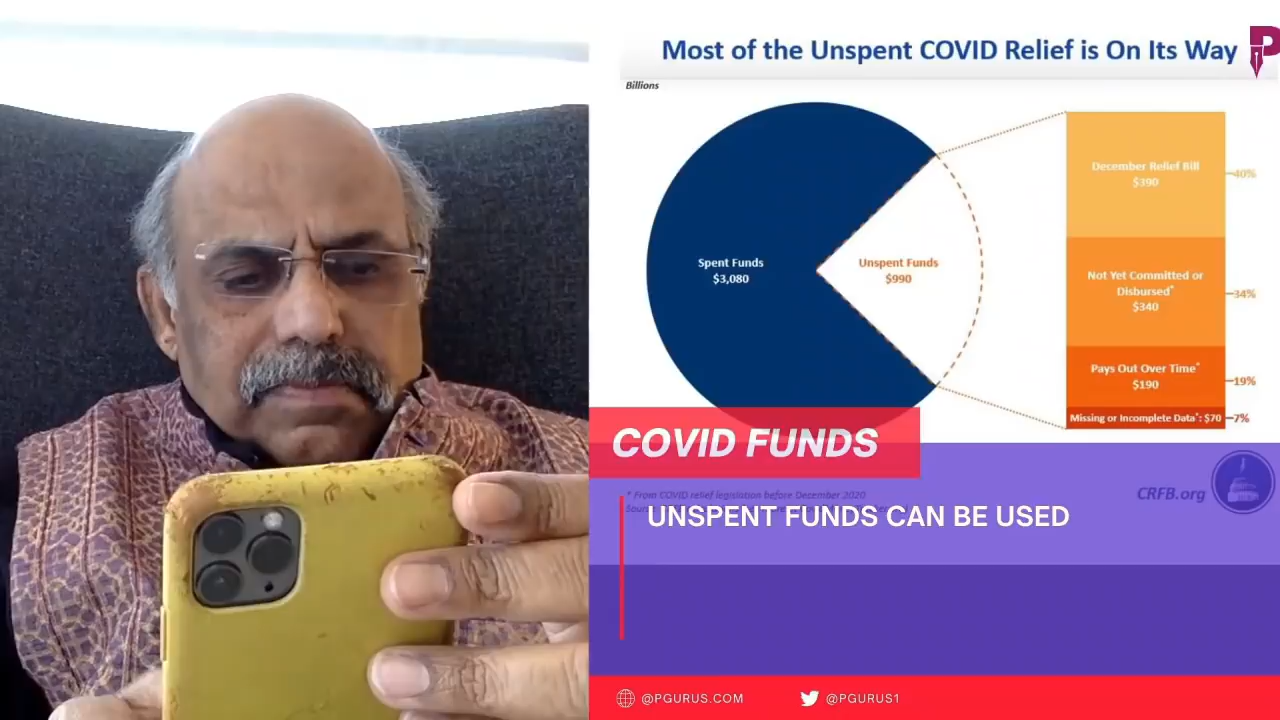 Most of the Unspent COVID Relief is On Its Way
P
Billions
Spent Funds
$3,080
Unspent Funds
$990
December Relief Bill
$390
40%
Not Yet Committed or
Disbursed*
$340
34%
Pays Out Over Time*
$190
19%
Missing or Incomplete Data*: $70
7%
COVID FUNDS
* From COVID relief legislation before December 2020
CRFB.org
UNSPENT FUNDS CAN BE USED
@PGURUS.COM
@PGURUS1